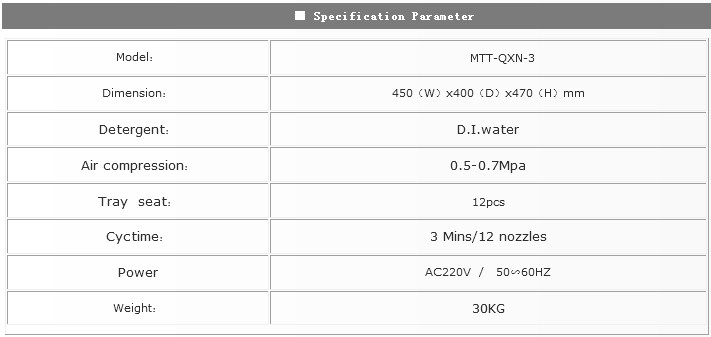 ■ Specification Parameter
Model： MTT-QXN-3
Dimension： 450（W）x400（D）x470（H）mm
Detergent： D.I.water
Air compression： 0.5-0.7Mpa
Tray seat： 12pcs
Cyctime： 3 Mins/12 nozzles
Power AC220V / 50∽60HZ
Weight： 30KG